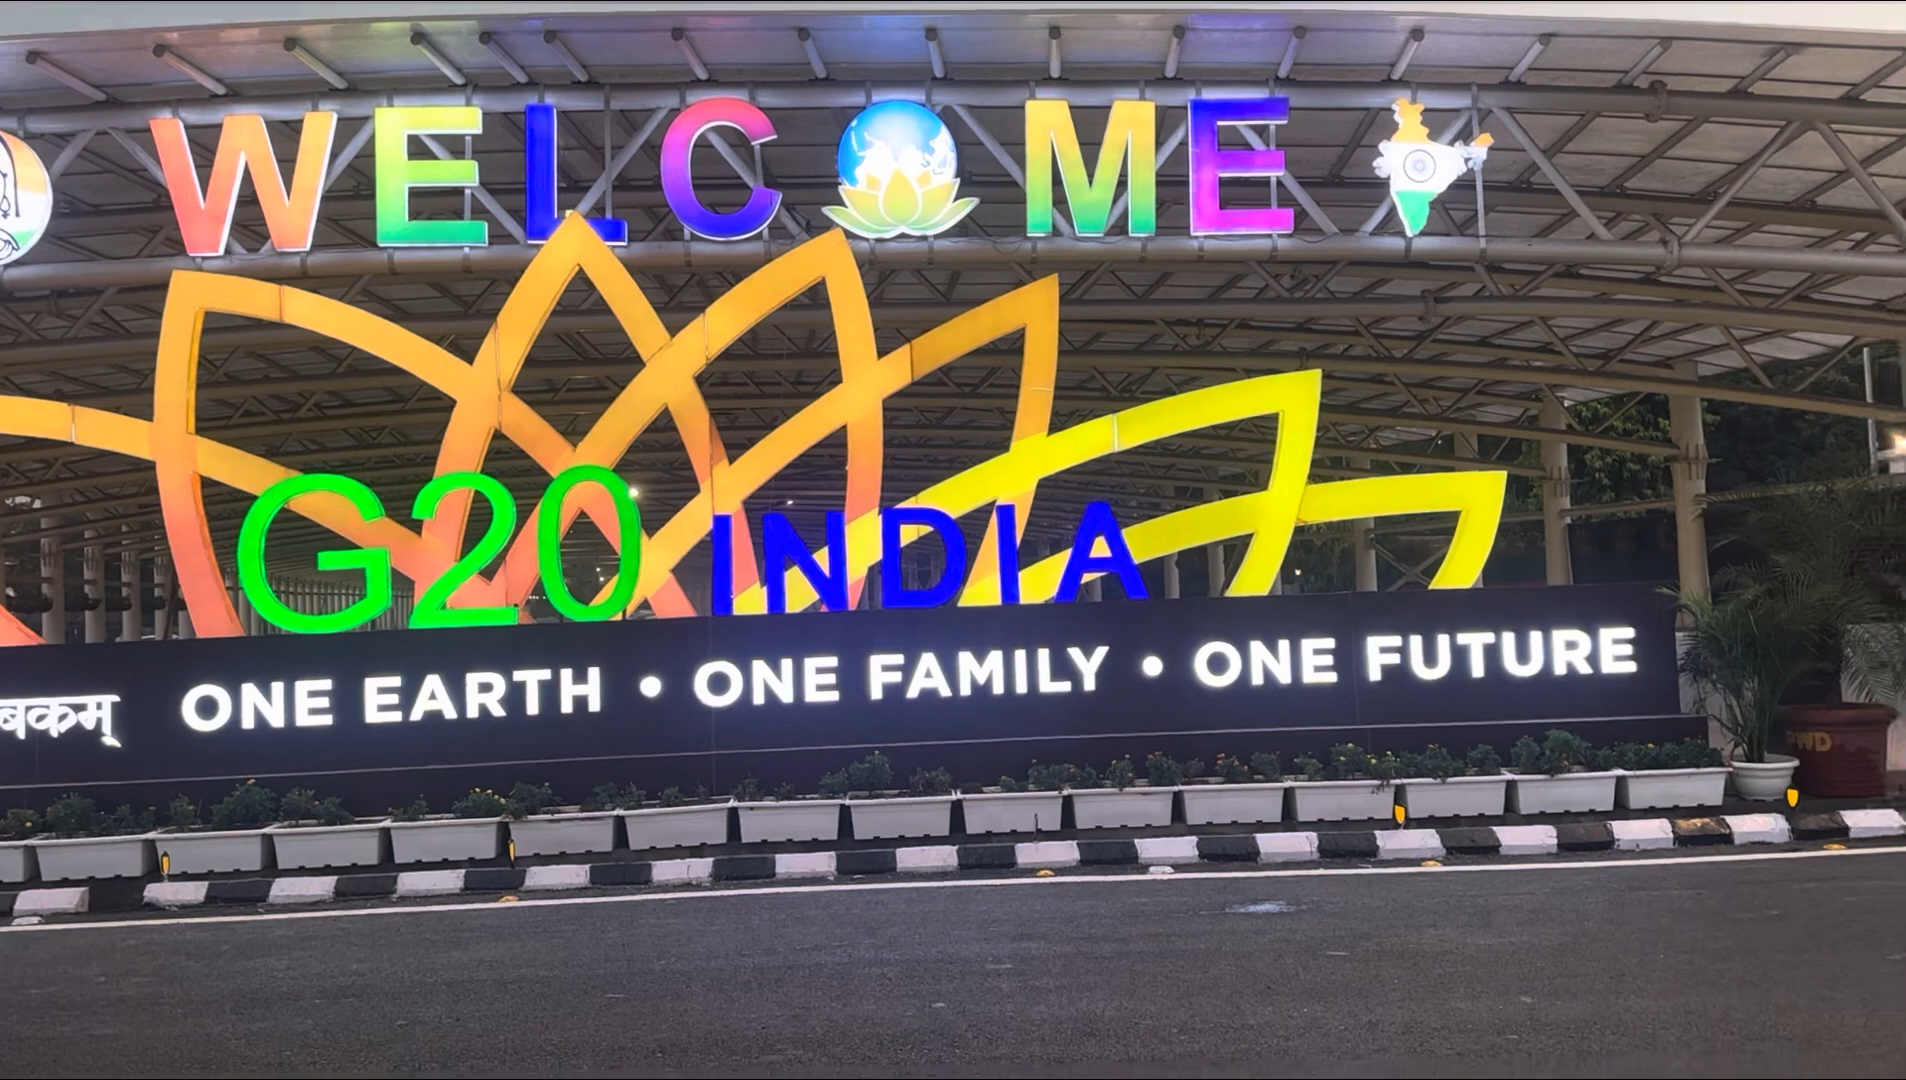 WELCOME
G20 INDIA
बकम् ONE EARTH • ONE FAMILY • ONE FUTURE
PWD